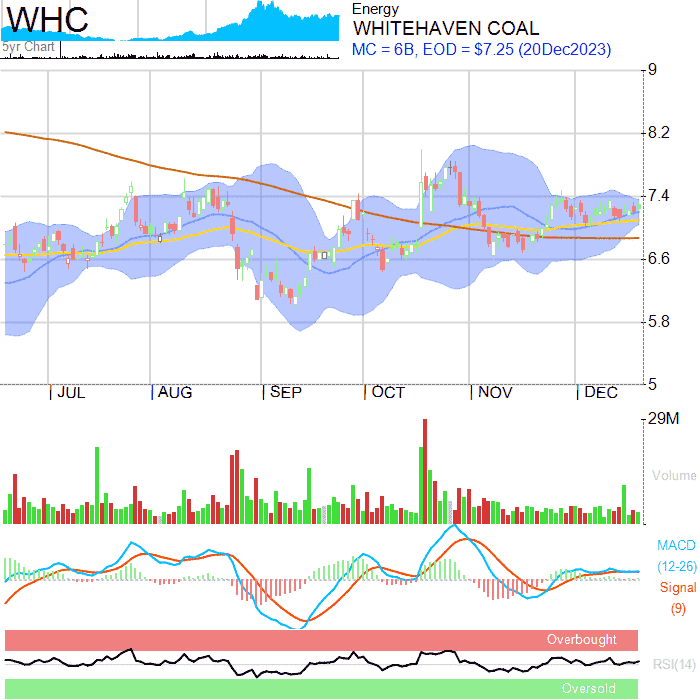 WHC
5yr Chart
Energy
WHITEHAVEN COAL
MC = 6B, EOD = $7.25 (20Dec2023)
9
8.2
7.4
6.6
5.8
5
JUL AUG SEP OCT NOV DEC
29M
Volume
MACD
(12-26)
Signal
(9)
Overbought
RSI(14)
Oversold